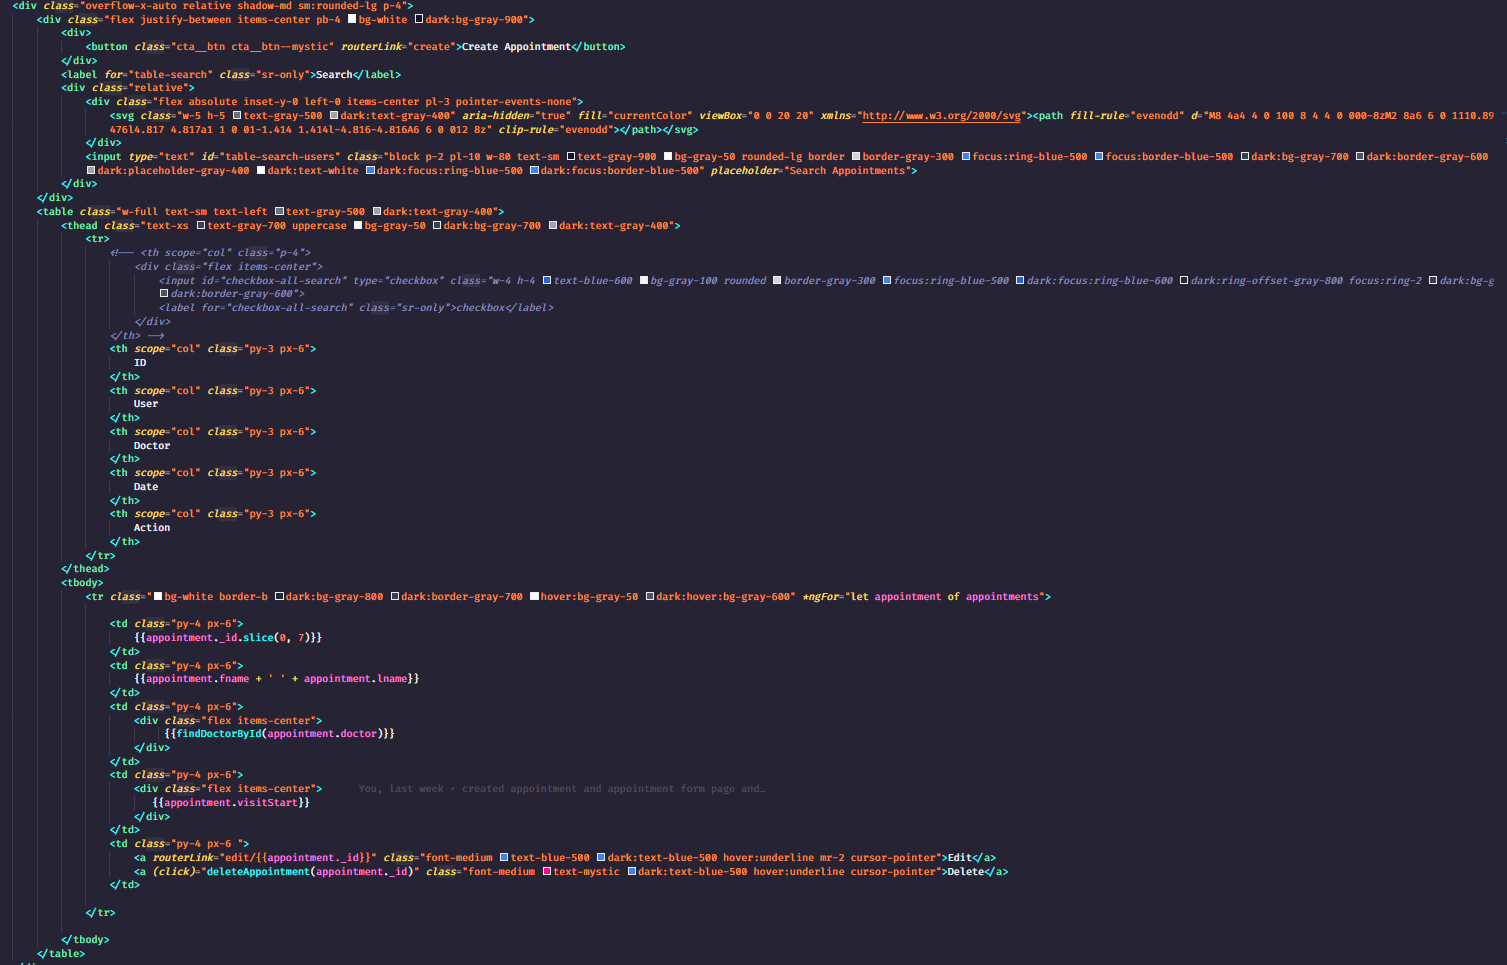 <div class="overflow-x-auto relative shadow-md sm:rounded-lg p-4">
<div class="flex justify-between items-center pb-4 bg-white dark:bg-gray-900">
<div>
<button class="cta__btn cta__btn--mystic" routerLink="create">Create Appointment</button>
</div>
<label for="table-search" class="sr-only">Search</label>
<div class="relative">
<div class="flex absolute inset-y-0 left-0 items-center pl-3 pointer-events-none">
<svg class="w-5 h-5 text-gray-500 dark:text-gray-400" aria-hidden="true" fill="currentColor" viewBox="0 0 20 20" xmlns="http://www.w3.org/2000/svg"><path fill-rule="evenodd" d="M8 4a4 4 0 100 8 4 4 0 000-8zM2 8a6 6 0 1110.89
476l4.817 4.817a1 1 0 01-1.414 1.414l-4.816-4.816A6 6 0 012 8z" clip-rule="evenodd"></path></svg>
</div>
<input type="text" id="table-search-users" class="block p-2 pl-10 w-80 text-sm text-gray-900 bg-gray-50 rounded-lg border border-gray-300 focus:ring-blue-500 focus:border-blue-500 dark:bg-gray-700 dark:border-gray-600
dark:placeholder-gray-400 dark:text-white dark:focus:ring-blue-500 dark:focus:border-blue-500" placeholder="Search Appointments">
</div>
</div>
<table class="w-full text-sm text-left text-gray-500 dark:text-gray-400">
<thead class="text-xs text-gray-700 uppercase bg-gray-50 dark:bg-gray-700 dark:text-gray-400">
<tr>
<!-- <th scope="col" class="p-4">
<div class="flex items-center">
<input id="checkbox-all-search" type="checkbox" class="w-4 h-4 text-blue-600 bg-gray-100 rounded border-gray-300 focus:ring-blue-500 dark:focus:ring-blue-600 dark:ring-offset-gray-800 focus:ring-2 dark:bg-g
dark:border-gray-600">
<label for="checkbox-all-search" class="sr-only">checkbox</label>
</div>
</th> -->
<th scope="col" class="py-3 px-6">
ID
</th>
<th scope="col" class="py-3 px-6">
User
</th>
<th scope="col" class="py-3 px-6">
Doctor
</th>
<th scope="col" class="py-3 px-6">
Date
</th>
<th scope="col" class="py-3 px-6">
Action
</th>
</tr>
</thead>
<tbody>
<tr class="bg-white border-b dark:bg-gray-800 dark:border-gray-700 hover:bg-gray-50 dark:hover:bg-gray-600" *ngFor="let appointment of appointments">
<td class="py-4 px-6">
{{appointment._id.slice(0, 7)}}
</td>
<td class="py-4 px-6">
{{appointment.fname + ' ' + appointment.lname}}
</td>
<td class="py-4 px-6">
<div class="flex items-center">
{{findDoctorById(appointment.doctor)}}
</div>
</td>
<td class="py-4 px-6">
<div class="flex items-center"> You, last week • created appointment and appointment form page and…
{{appointment.visitStart}}
</div>
</td>
<td class="py-4 px-6 ">
<a routerLink="edit/{{appointment._id}}" class="font-medium text-blue-500 dark:text-blue-500 hover:underline mr-2 cursor-pointer">Edit</a>
<a (click)="deleteAppointment(appointment._id)" class="font-medium text-mystic dark:text-blue-500 hover:underline cursor-pointer">Delete</a>
</td>
</tr>
</tbody>
</table>